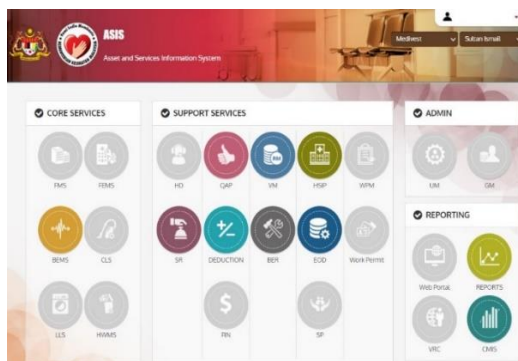 ASIS
Asset and Services Information System
Medivest
Sultan Ismail
CORE SERVICES
FMS
FEMS
BEMS
CLS
LLS
HWMS
SUPPORT SERVICES
HD
QAP
VM
HSIP
WPM
SR
DEDUCTION
BER
EOD
Work Permit
FIN
SP
ADMIN
UM
GM
REPORTING
Web Portal
REPORTS
VRC
CMIS